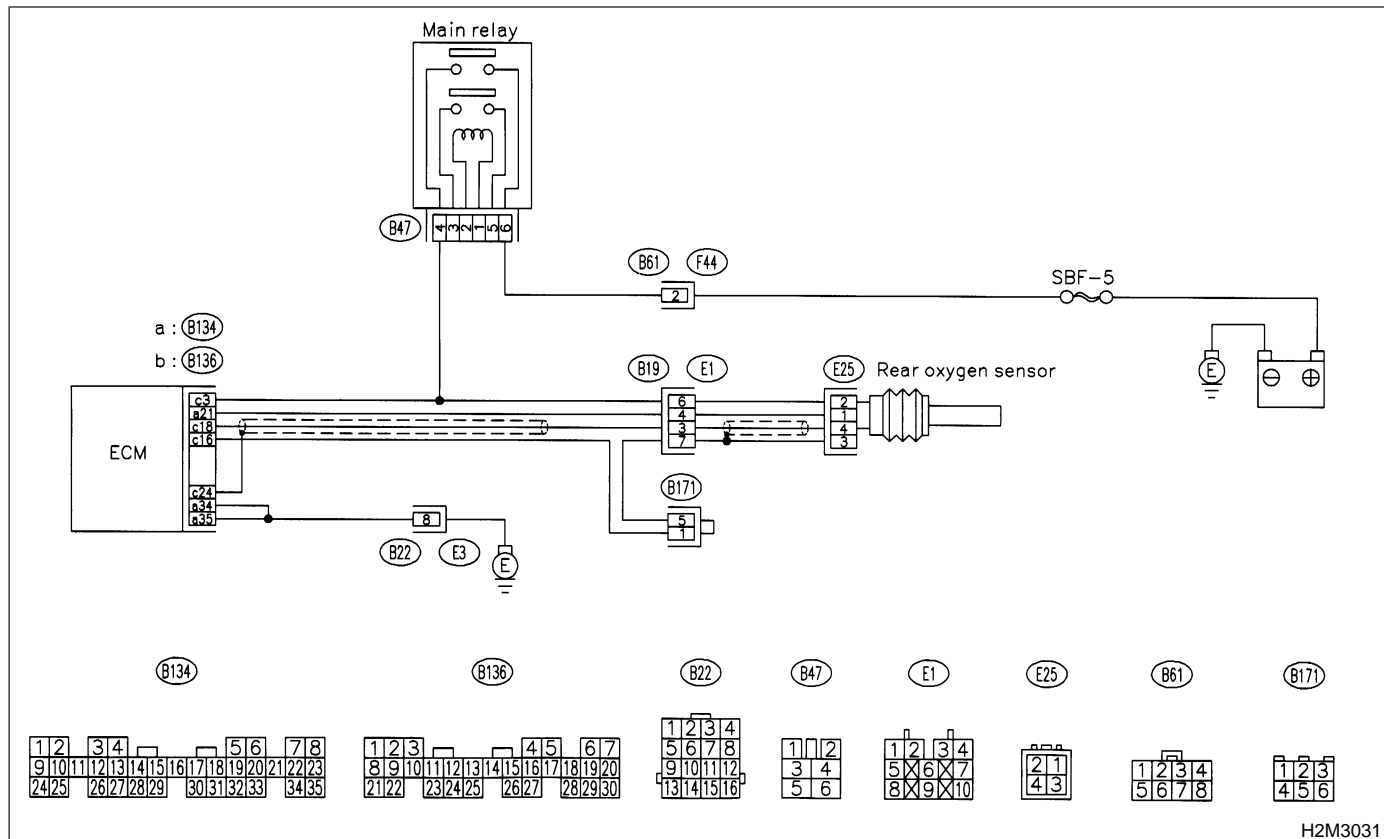 Main relay
B47
4 3 2 1 5 6
B61 F44
2
SBF-5
a : B134
b : B136
E
⊖ ⊕
B19 E1
E25 Rear oxygen sensor
ECM
c3
a21
c18
c16
c24
a34
a35
6
4
3
7
2
1
4
3
B171
5
1
8
B22 E3
E
B134 B136 B22 B47 E1 E25 B61 B171
1 2 3 4 5 6 7 8
9 10 11 12 13 14 15 16 17 18 19 20 21 22 23
24 25 26 27 28 29 30 31 32 33 34 35
1 2 3 4 5 6 7
8 9 10 11 12 13 14 15 16 17 18 19 20
21 22 23 24 25 26 27 28 29 30
1 2 3 4
5 6 7 8
9 10 11 12
13 14 15 16
1 2
3 4
5 6
1 2 3 4
5 6 7
8 9 10
2 1
4 3
1 2 3 4
5 6 7 8
1 2 3
4 5 6
H2M3031